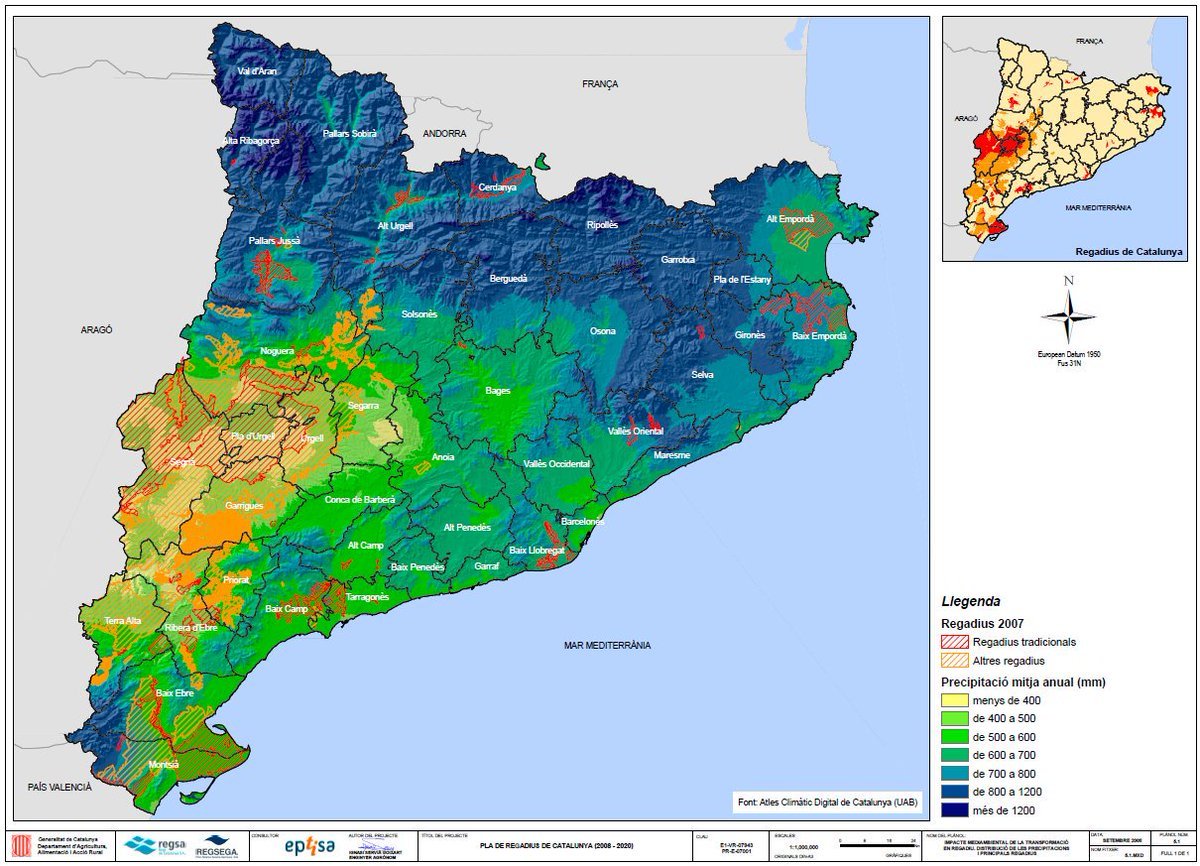 FRANÇA
ANDORRA
ARAGÓ
PAÍS VALENCIÀ
MAR MEDITERRÀNIA
Val d'Aran
Alta Ribagorça
Pallars Sobirà
Cerdanya
Alt Urgell
Pallars Jussà
Ripollès
Alt Empordà
Garrotxa
Berguedà
Pla de l'Estany
Solsonès
Osona
Gironès
Baix Empordà
Noguera
Selva
Bages
Segarra
Pla d'Urgell
Urgell
Vallès Oriental
Segrià
Anoia
Vallès Occidental
Maresme
Garrigues
Conca de Barberà
Alt Penedès
Barcelonès
Alt Camp
Baix Llobregat
Baix Penedès
Garraf
Priorat
Tarragonès
Baix Camp
Terra Alta
Ribera d'Ebre
Baix Ebre
Montsià
Font: Atles Climàtic Digital de Catalunya (UAB)
FRANÇA
ARAGÓ
MAR MEDITERRÀNIA
Regadius de Catalunya
N
European Datum 1950
Fus 31N
Llegenda
Regadius 2007
Regadius tradicionals
Altres regadius
Precipitació mitja anual (mm)
menys de 400
de 400 a 500
de 500 a 600
de 600 a 700
de 700 a 800
de 800 a 1200
més de 1200
Generalitat de Catalunya
Departament d'Agricultura,
Alimentació i Acció Rural
regsa
REGSEGA
CONSULTOR
eptisa
AUTOR DEL PROJECTE
ENGINYER AGRÒNOM
TÍTOL DEL PROJECTE
PLA DE REGADIUS DE CATALUNYA (2008 - 2020)
CLAU
E1-VR-07943
PR-E-07001
ESCALES
1:1,000,000
ORIGINALS DIN-A3
GRÀFIQUES
NOM DEL PLÀNOL
IMPACTE MEDIAMBIENTAL DE LA TRANSFORMACIÓ
EN REGADIU. DISTRIBUCIÓ DE LES PRECIPITACIONS
I PRINCIPALS REGADIUS
DATA
NOM FITXER
5.1.MXD
PLÀNOL NÚM.
5.1
FULL 1 DE 1